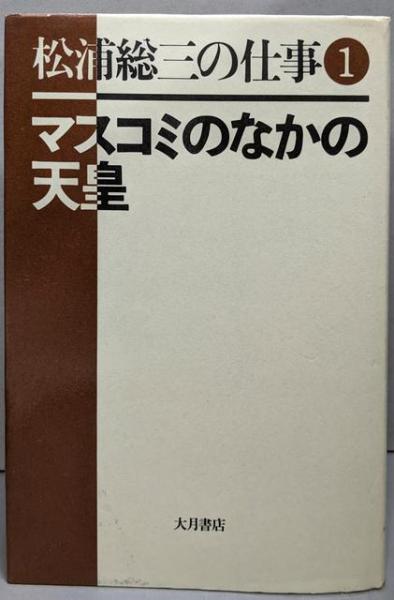 松浦総三の仕事❶
マスコミのなかの
天皇
大月書店